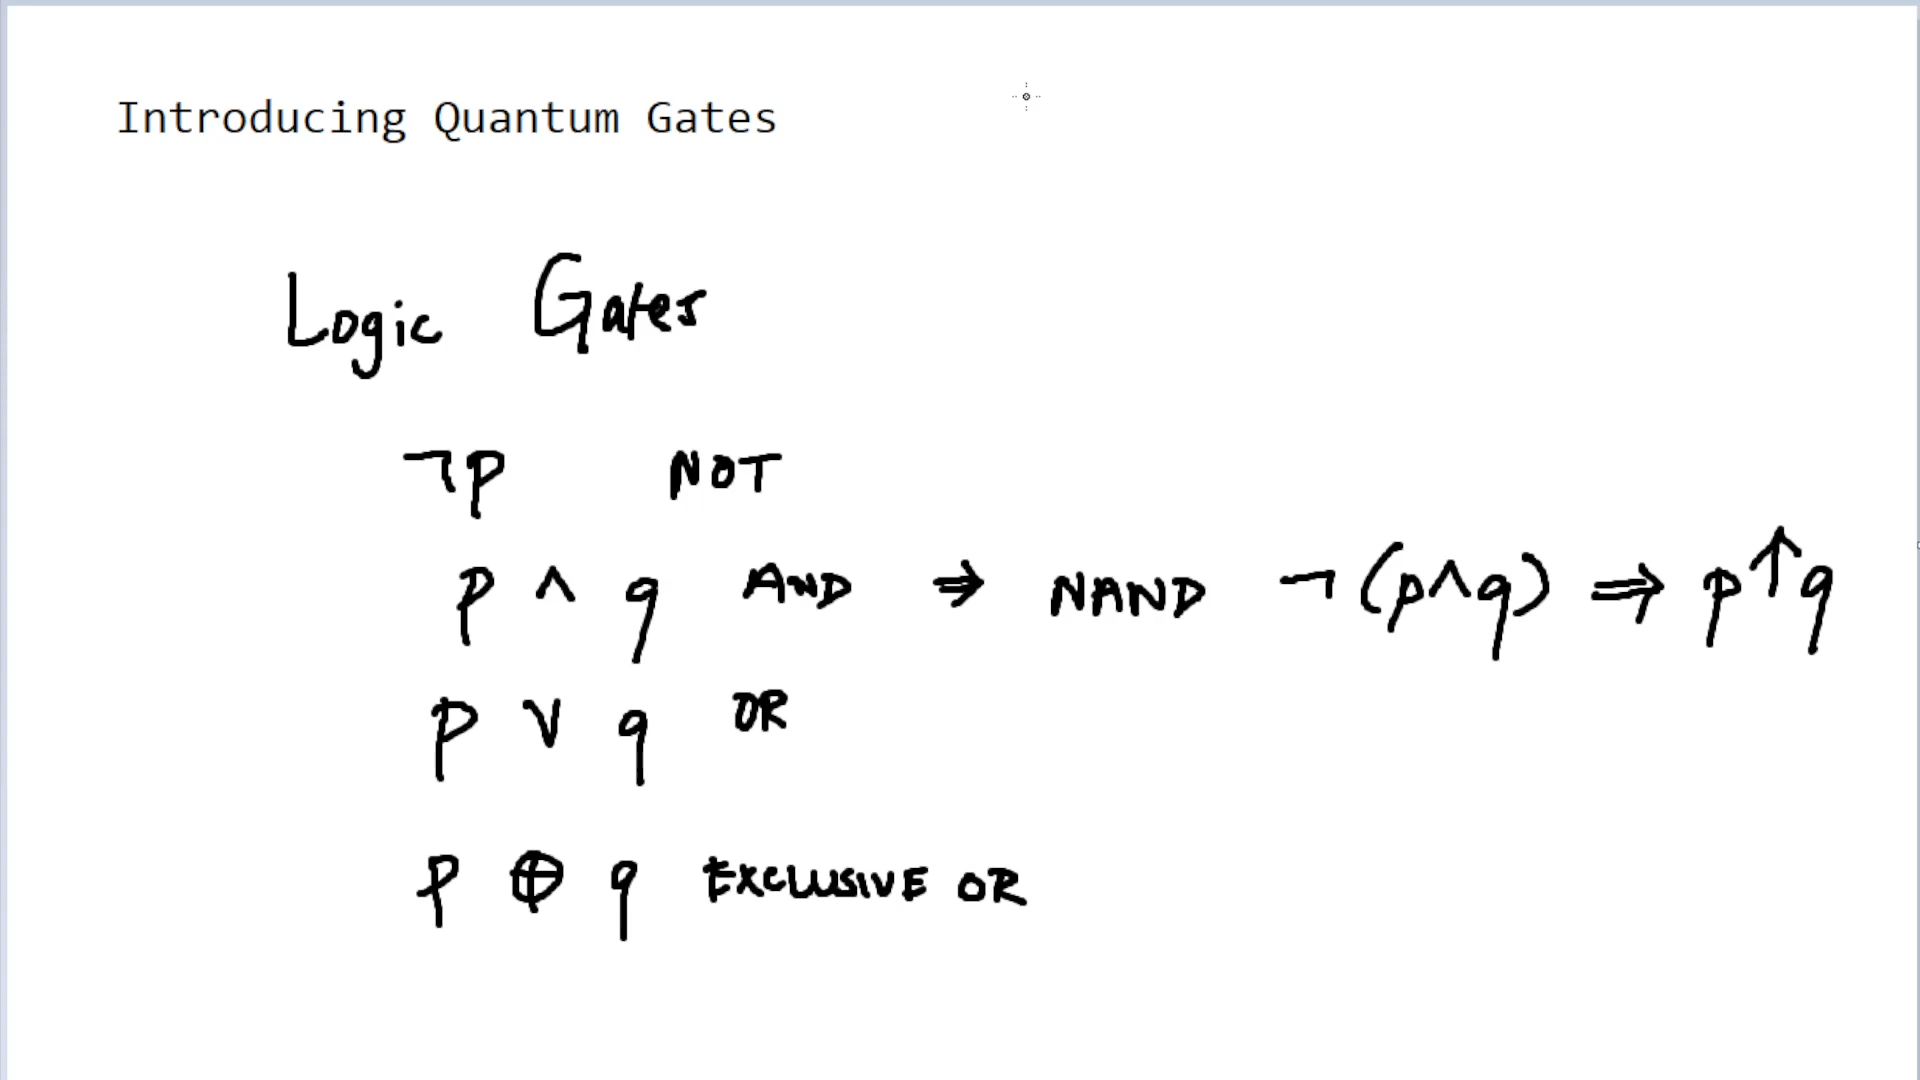 Introducing Quantum Gates
Logic Gates
¬p NOT
p ∧ q AND ⇒ NAND ¬(p∧q) ⇒ p↑q
p ∨ q OR
p ⊕ q EXCLUSIVE OR